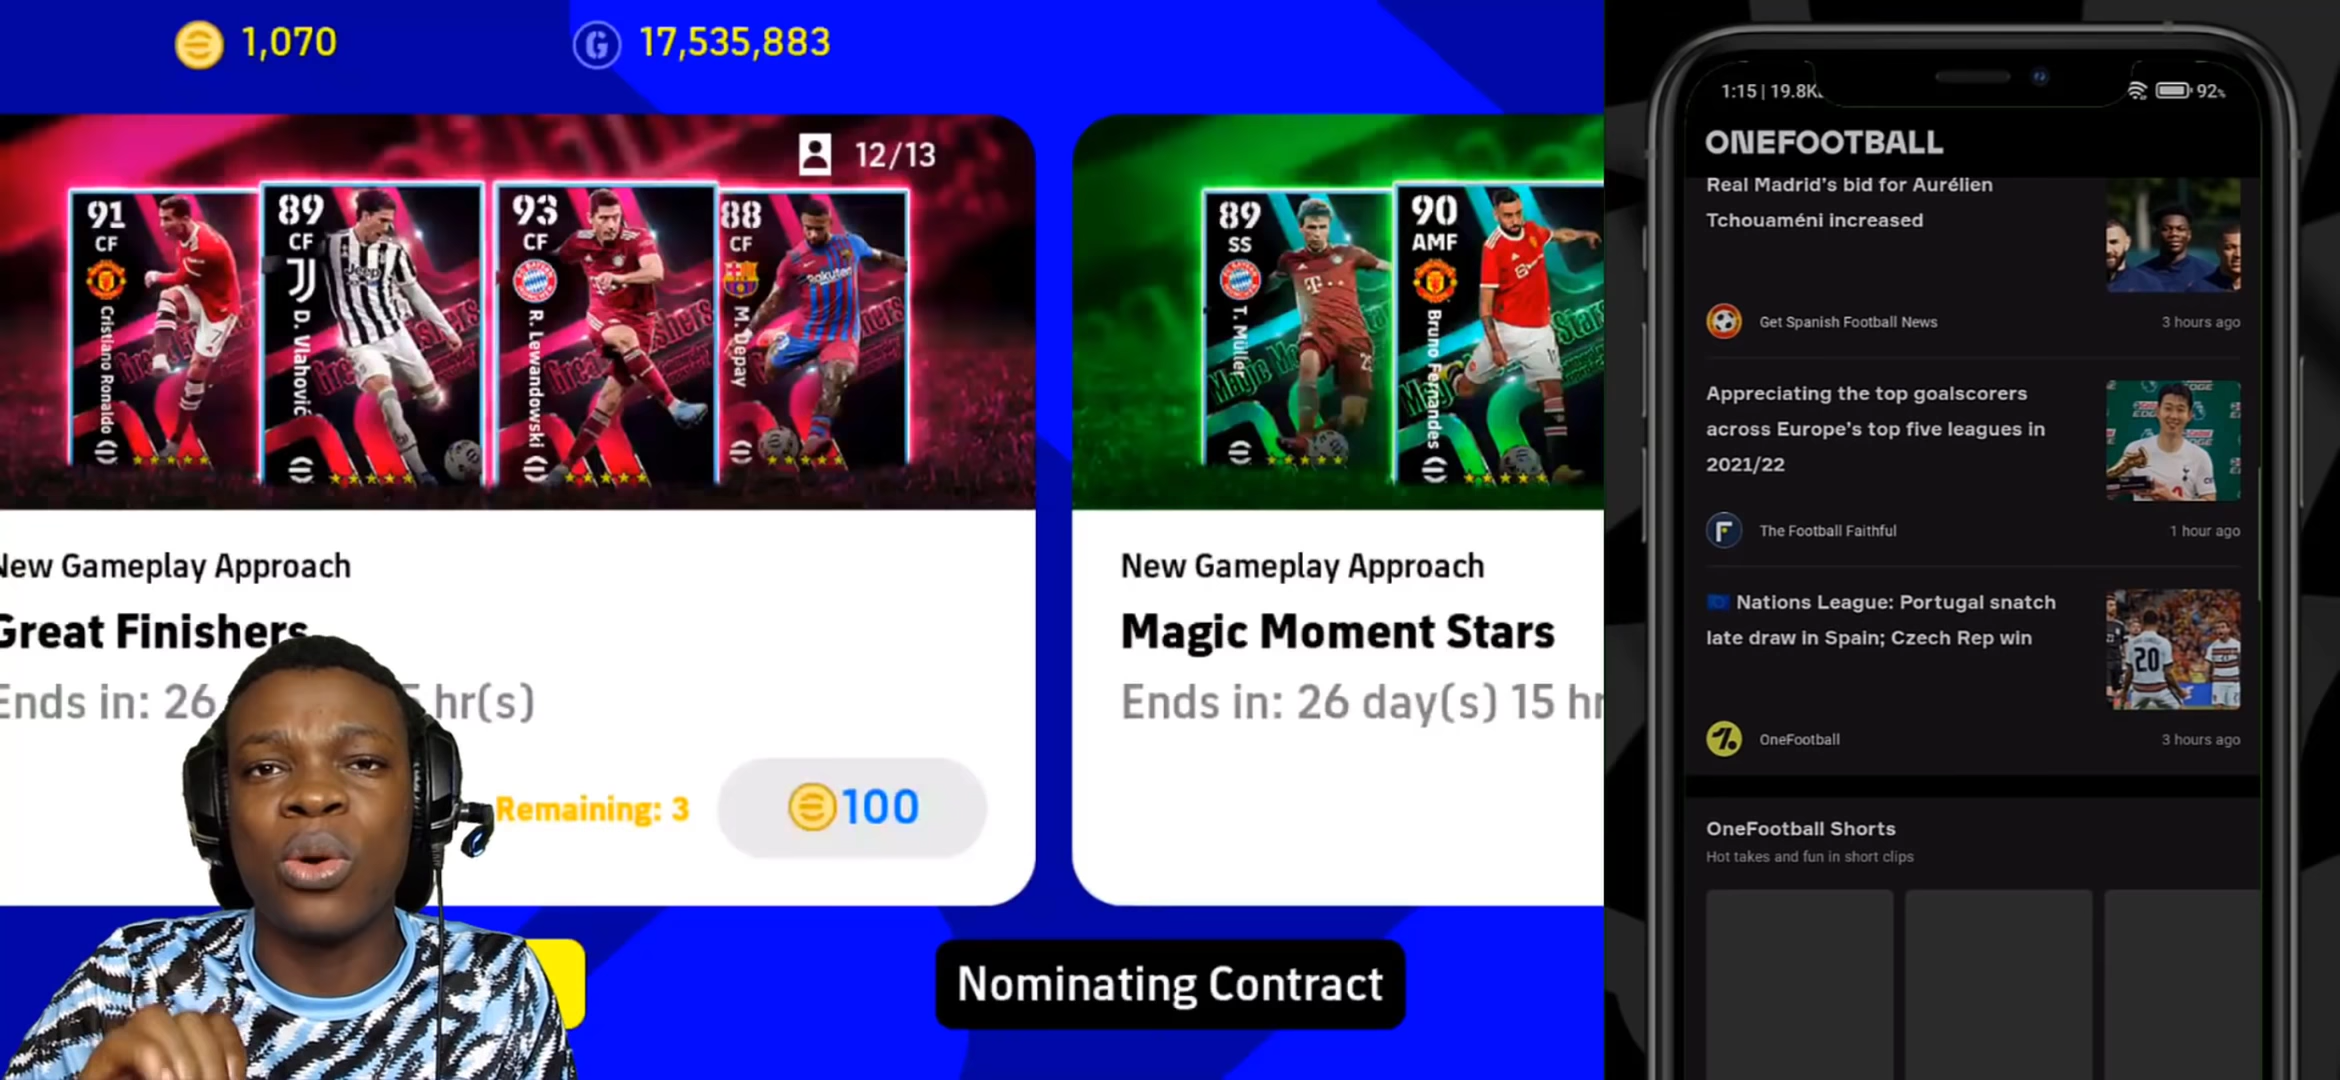 1,070
17,535,883
12/13
91
CF
Cristiano Ronaldo
89
CF
Jeep
D. Vlahović
93
CF
R. Lewandowski
88
CF
Rakuten
M. Depay
New Gameplay Approach
Great Finishers
Ends in: 26 hr(s)
Remaining: 3
100
89
SS
T. Müller
90
AMF
Bruno Fernandes
New Gameplay Approach
Magic Moment Stars
Ends in: 26 day(s) 15 hr
Nominating Contract
1:15 | 19.8K
92%
ONEFOOTBALL
Real Madrid's bid for Aurélien
Tchouaméni increased
Get Spanish Football News
3 hours ago
Appreciating the top goalscorers
across Europe's top five leagues in
2021/22
The Football Faithful
1 hour ago
Nations League: Portugal snatch
late draw in Spain; Czech Rep win
20
OneFootball
3 hours ago
OneFootball Shorts
Hot takes and fun in short clips